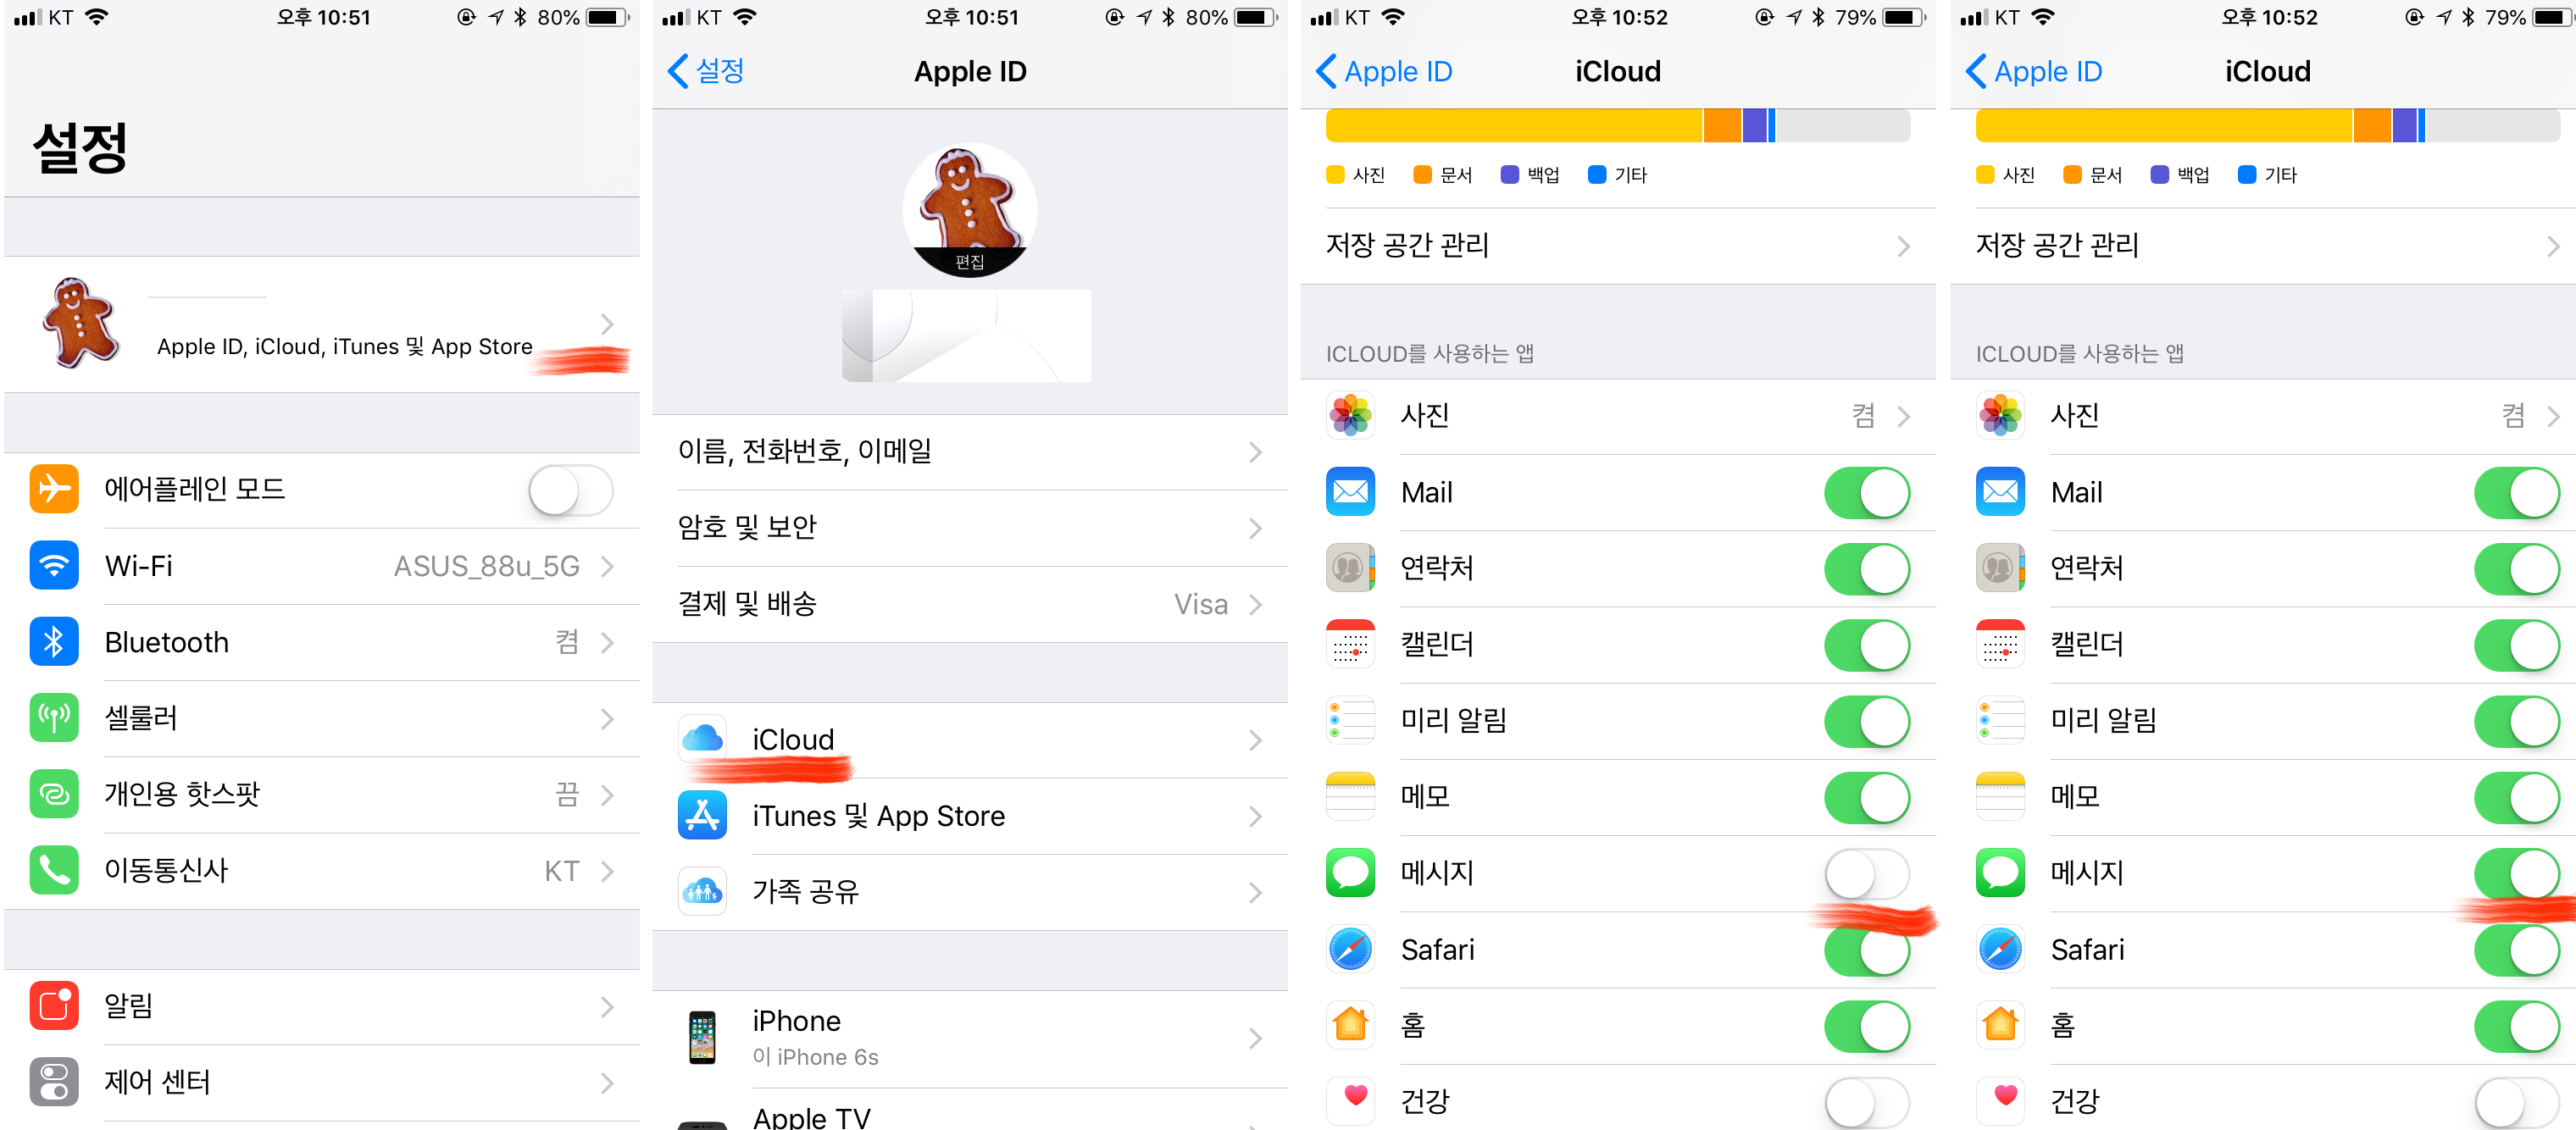 KT 오후 10:51 80%
설정
Apple ID, iCloud, iTunes 및 App Store
에어플레인 모드
Wi-Fi ASUS_88u_5G
Bluetooth 켬
셀룰러
개인용 핫스팟 끔
이동통신사 KT
알림
제어 센터
KT 오후 10:51 80%
설정 Apple ID
편집
이름, 전화번호, 이메일
암호 및 보안
결제 및 배송 Visa
iCloud
iTunes 및 App Store
가족 공유
iPhone
이 iPhone 6s
Apple TV
KT 오후 10:52 79%
Apple ID iCloud
사진 문서 백업 기타
저장 공간 관리
ICLOUD를 사용하는 앱
사진 켬
Mail
연락처
캘린더
미리 알림
메모
메시지
Safari
홈
건강
KT 오후 10:52 79%
Apple ID iCloud
사진 문서 백업 기타
저장 공간 관리
ICLOUD를 사용하는 앱
사진 켬
Mail
연락처
캘린더
미리 알림
메모
메시지
Safari
홈
건강